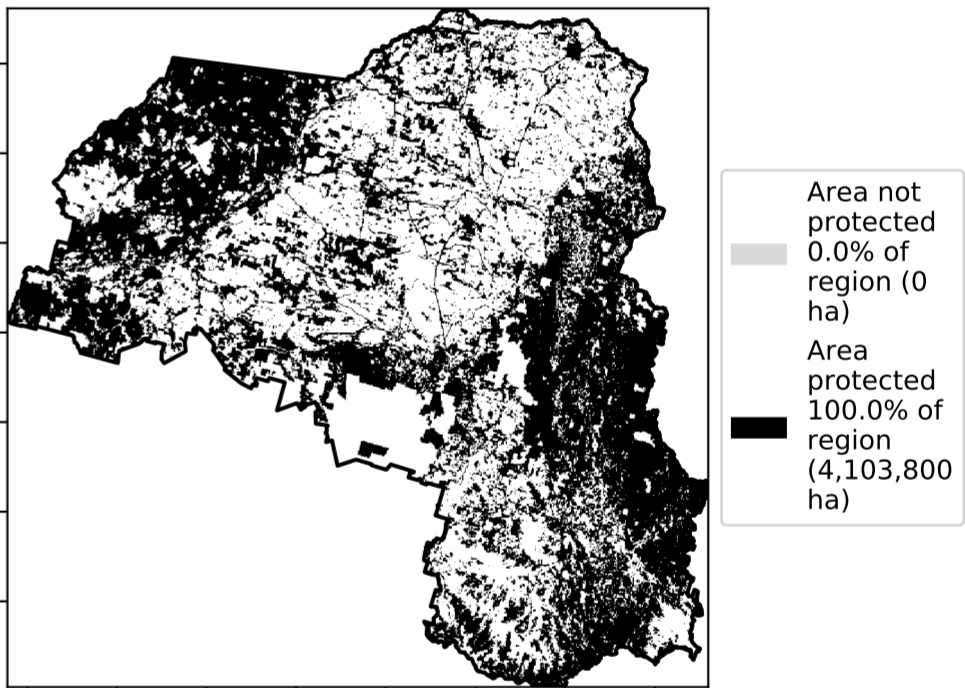 Area not
protected
0.0% of
region (0
ha)
Area
protected
100.0% of
region
(4,103,800
ha)